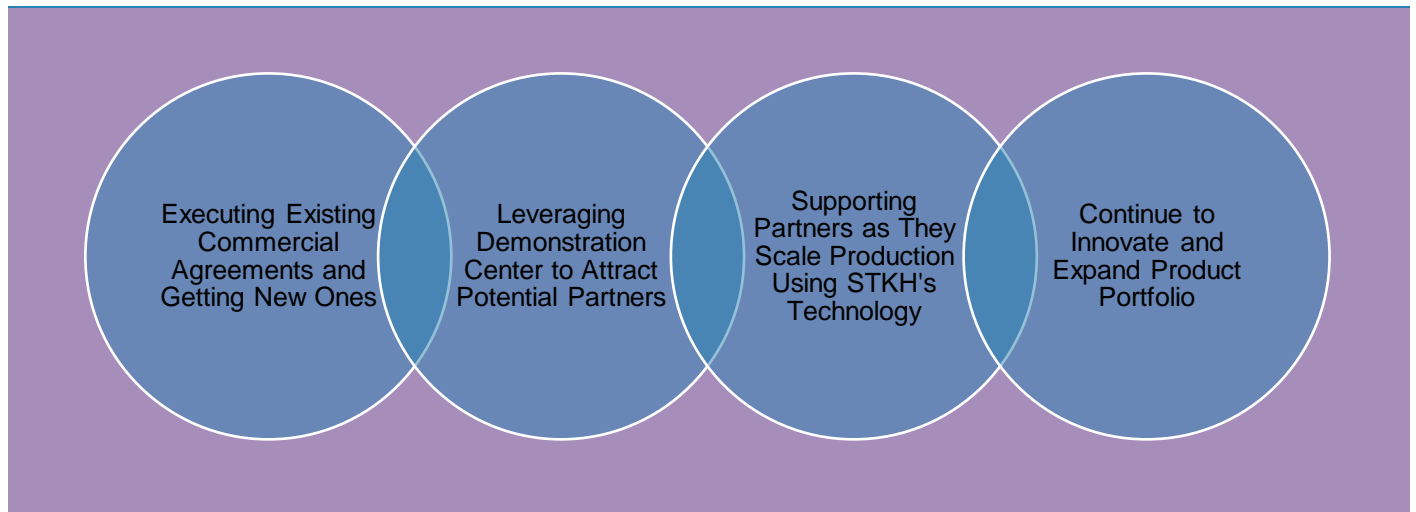 Executing Existing
Commercial
Agreements and
Getting New Ones
Leveraging
Demonstration
Center to Attract
Potential Partners
Supporting
Partners as They
Scale Production
Using STKH's
Technology
Continue to
Innovate and
Expand Product
Portfolio